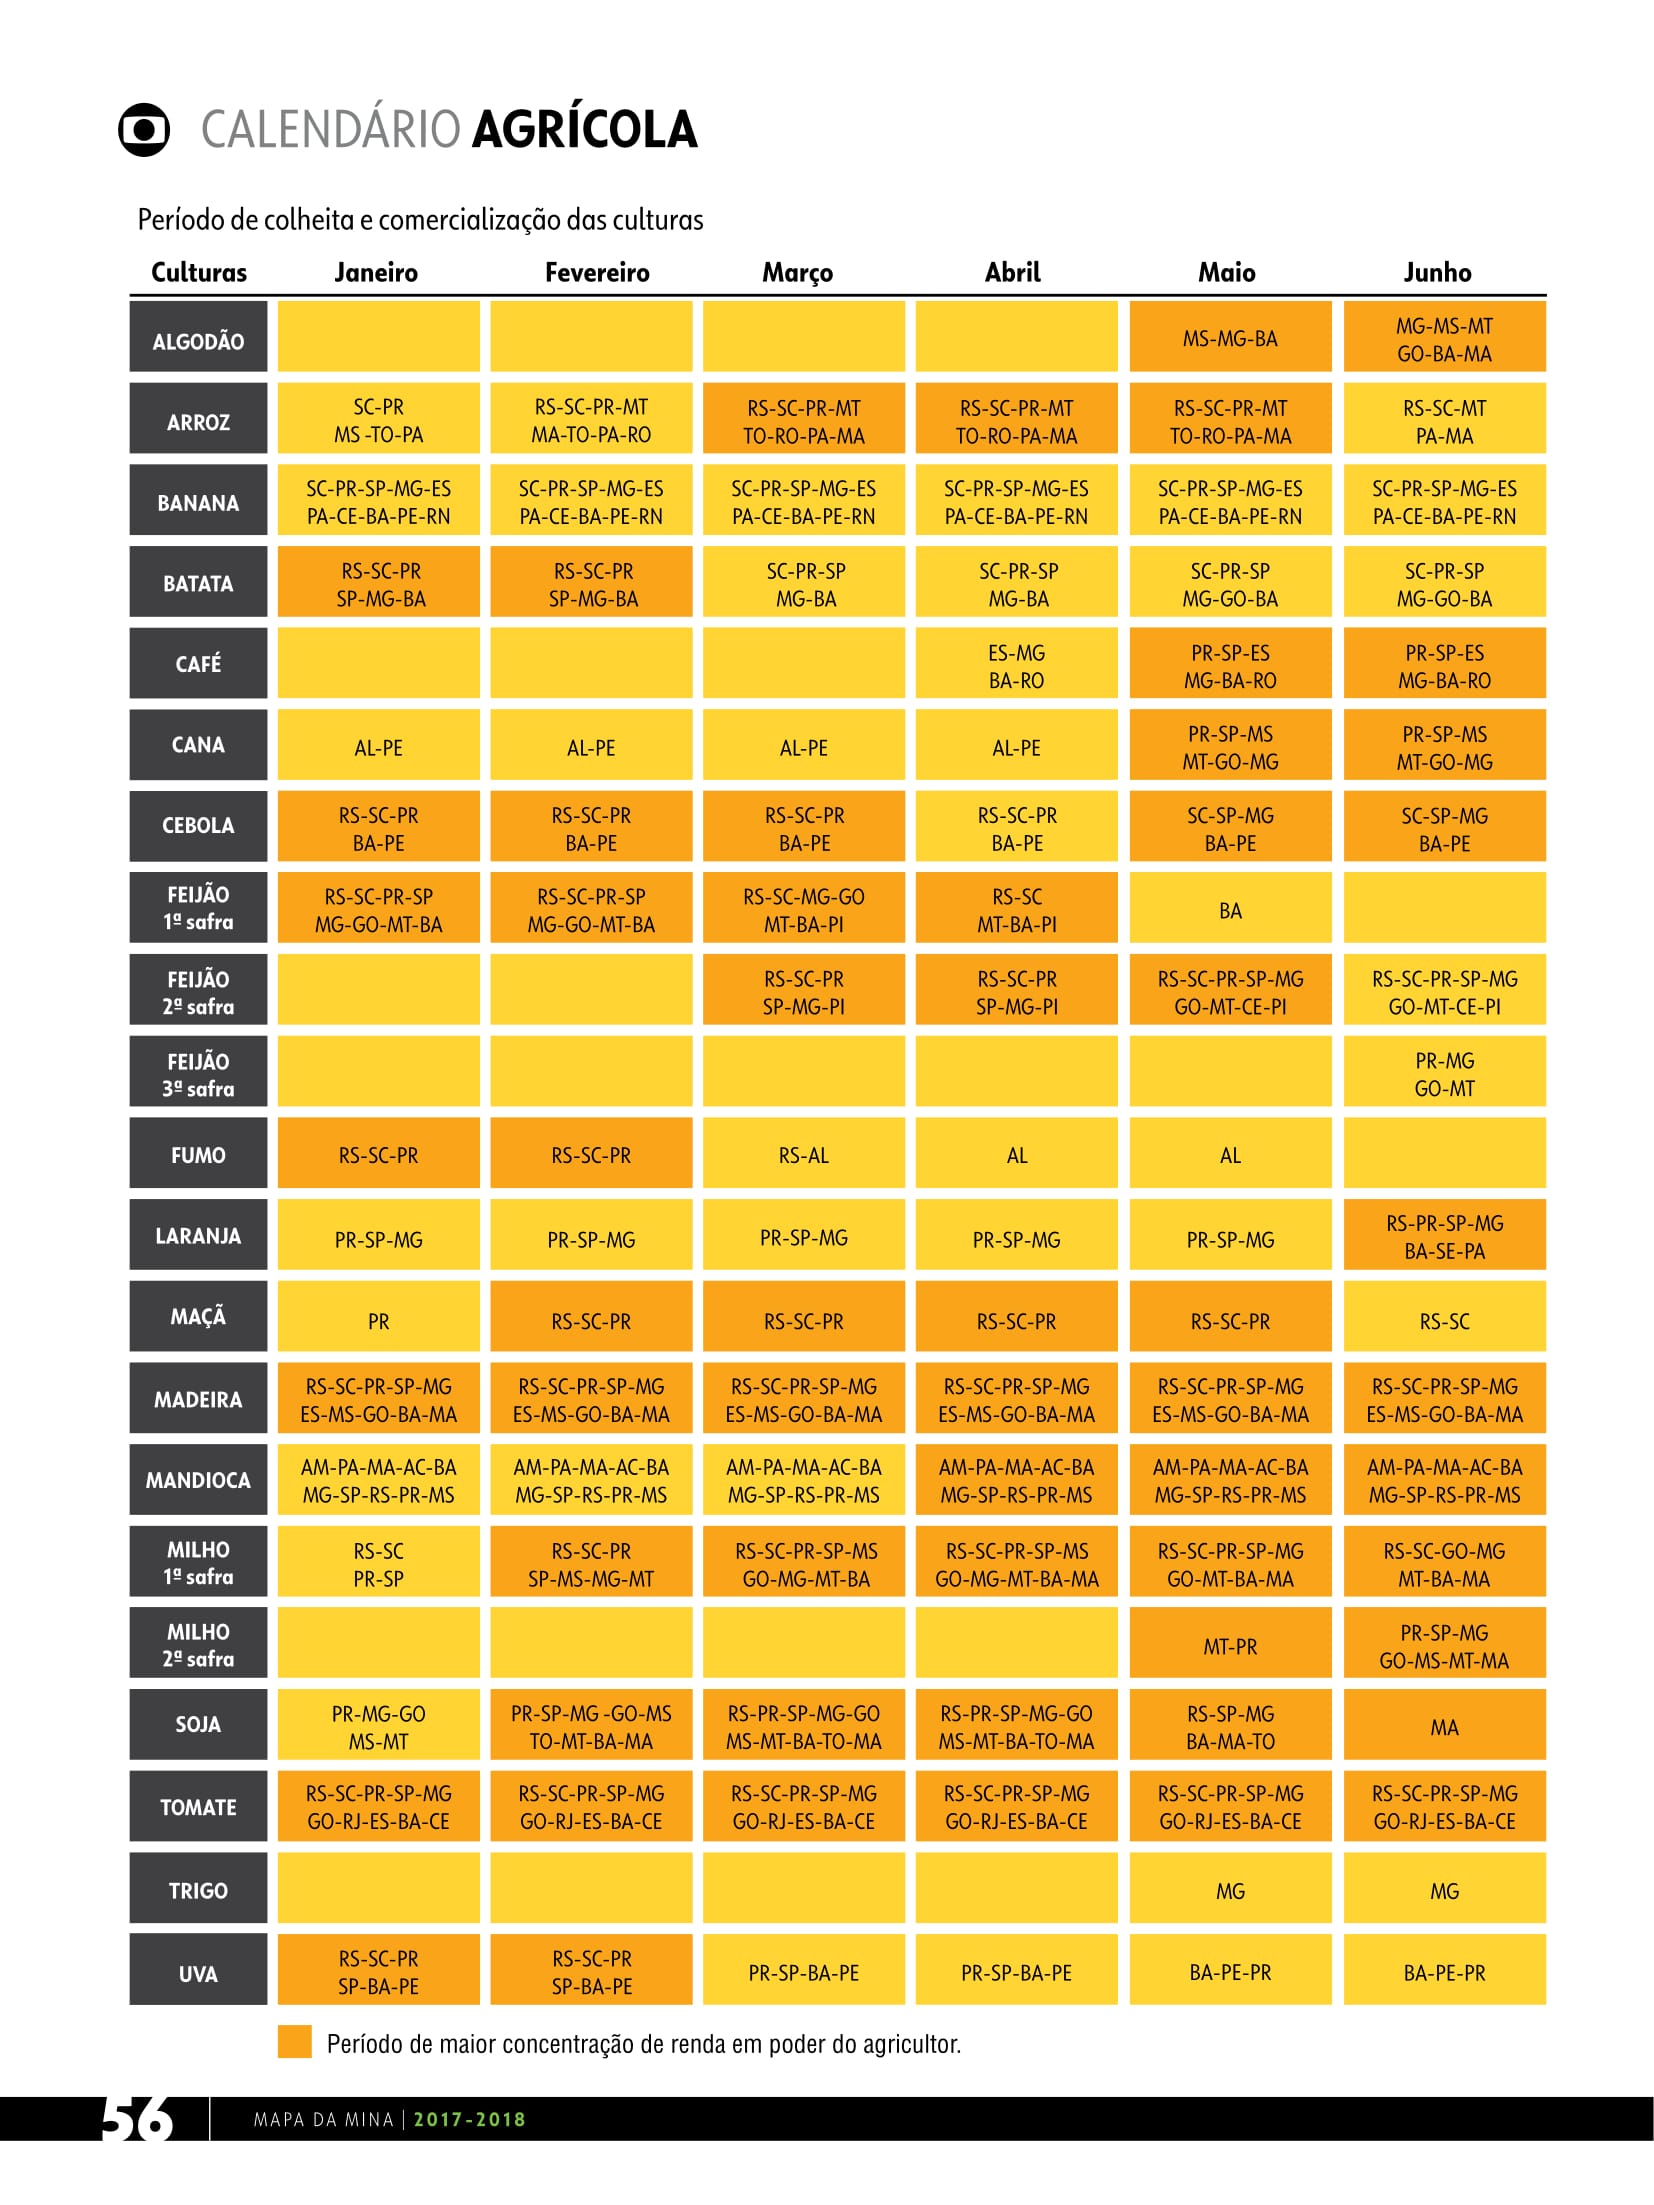 CALENDÁRIO AGRÍCOLA
Período de colheita e comercialização das culturas
Culturas Janeiro Fevereiro Março Abril Maio Junho
ALGODÃO
MS-MG-BA
MG-MS-MT
GO-BA-MA
ARROZ
SC-PR
MS -TO-PA
RS-SC-PR-MT
MA-TO-PA-RO
RS-SC-PR-MT
TO-RO-PA-MA
RS-SC-PR-MT
TO-RO-PA-MA
RS-SC-PR-MT
TO-RO-PA-MA
RS-SC-MT
PA-MA
BANANA
SC-PR-SP-MG-ES
PA-CE-BA-PE-RN
SC-PR-SP-MG-ES
PA-CE-BA-PE-RN
SC-PR-SP-MG-ES
PA-CE-BA-PE-RN
SC-PR-SP-MG-ES
PA-CE-BA-PE-RN
SC-PR-SP-MG-ES
PA-CE-BA-PE-RN
SC-PR-SP-MG-ES
PA-CE-BA-PE-RN
BATATA
RS-SC-PR
SP-MG-BA
RS-SC-PR
SP-MG-BA
SC-PR-SP
MG-BA
SC-PR-SP
MG-BA
SC-PR-SP
MG-GO-BA
SC-PR-SP
MG-GO-BA
CAFÉ
ES-MG
BA-RO
PR-SP-ES
MG-BA-RO
PR-SP-ES
MG-BA-RO
CANA
AL-PE
AL-PE
AL-PE
AL-PE
PR-SP-MS
MT-GO-MG
PR-SP-MS
MT-GO-MG
CEBOLA
RS-SC-PR
BA-PE
RS-SC-PR
BA-PE
RS-SC-PR
BA-PE
RS-SC-PR
BA-PE
SC-SP-MG
BA-PE
SC-SP-MG
BA-PE
FEIJÃO
1ª safra
RS-SC-PR-SP
MG-GO-MT-BA
RS-SC-PR-SP
MG-GO-MT-BA
RS-SC-MG-GO
MT-BA-PI
RS-SC
MT-BA-PI
BA
FEIJÃO
2ª safra
RS-SC-PR
SP-MG-PI
RS-SC-PR
SP-MG-PI
RS-SC-PR-SP-MG
GO-MT-CE-PI
RS-SC-PR-SP-MG
GO-MT-CE-PI
FEIJÃO
3ª safra
PR-MG
GO-MT
FUMO
RS-SC-PR
RS-SC-PR
RS-AL
AL
AL
LARANJA
PR-SP-MG
PR-SP-MG
PR-SP-MG
PR-SP-MG
PR-SP-MG
RS-PR-SP-MG
BA-SE-PA
MAÇÃ
PR
RS-SC-PR
RS-SC-PR
RS-SC-PR
RS-SC-PR
RS-SC
MADEIRA
RS-SC-PR-SP-MG
ES-MS-GO-BA-MA
RS-SC-PR-SP-MG
ES-MS-GO-BA-MA
RS-SC-PR-SP-MG
ES-MS-GO-BA-MA
RS-SC-PR-SP-MG
ES-MS-GO-BA-MA
RS-SC-PR-SP-MG
ES-MS-GO-BA-MA
RS-SC-PR-SP-MG
ES-MS-GO-BA-MA
MANDIOCA
AM-PA-MA-AC-BA
MG-SP-RS-PR-MS
AM-PA-MA-AC-BA
MG-SP-RS-PR-MS
AM-PA-MA-AC-BA
MG-SP-RS-PR-MS
AM-PA-MA-AC-BA
MG-SP-RS-PR-MS
AM-PA-MA-AC-BA
MG-SP-RS-PR-MS
AM-PA-MA-AC-BA
MG-SP-RS-PR-MS
MILHO
1ª safra
RS-SC
PR-SP
RS-SC-PR
SP-MS-MG-MT
RS-SC-PR-SP-MS
GO-MG-MT-BA
RS-SC-PR-SP-MS
GO-MG-MT-BA-MA
RS-SC-PR-SP-MG
GO-MT-BA-MA
RS-SC-GO-MG
MT-BA-MA
MILHO
2ª safra
MT-PR
PR-SP-MG
GO-MS-MT-MA
SOJA
PR-MG-GO
MS-MT
PR-SP-MG -GO-MS
TO-MT-BA-MA
RS-PR-SP-MG-GO
MS-MT-BA-TO-MA
RS-PR-SP-MG-GO
MS-MT-BA-TO-MA
RS-SP-MG
BA-MA-TO
MA
TOMATE
RS-SC-PR-SP-MG
GO-RJ-ES-BA-CE
RS-SC-PR-SP-MG
GO-RJ-ES-BA-CE
RS-SC-PR-SP-MG
GO-RJ-ES-BA-CE
RS-SC-PR-SP-MG
GO-RJ-ES-BA-CE
RS-SC-PR-SP-MG
GO-RJ-ES-BA-CE
RS-SC-PR-SP-MG
GO-RJ-ES-BA-CE
TRIGO
MG
MG
UVA
RS-SC-PR
SP-BA-PE
RS-SC-PR
SP-BA-PE
PR-SP-BA-PE
PR-SP-BA-PE
BA-PE-PR
BA-PE-PR
Período de maior concentração de renda em poder do agricultor.
56 MAPA DA MINA | 2017-2018